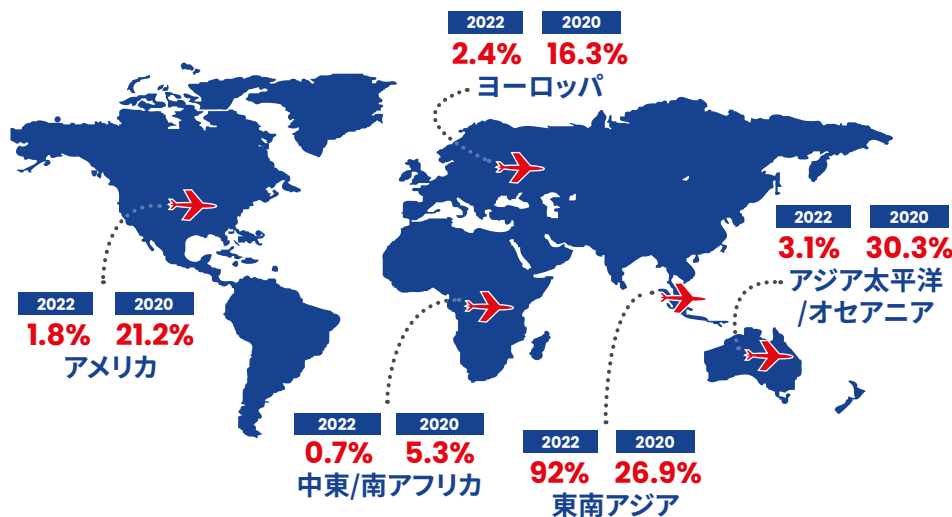 2022 2020
2.4% 16.3%
ヨーロッパ
2022 2020
3.1% 30.3%
アジア太平洋
/オセアニア
2022 2020
1.8% 21.2%
アメリカ
2022 2020
0.7% 5.3%
中東/南アフリカ
2022 2020
92% 26.9%
東南アジア